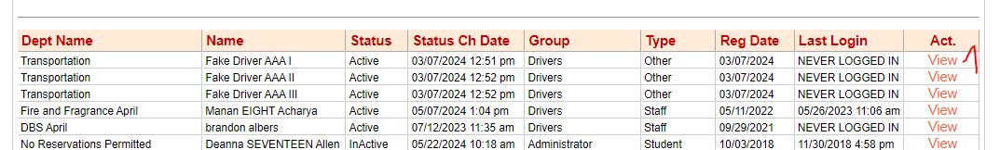 Dept Name Name Status Status Ch Date Group Type Reg Date Last Login Act.
Transportation Fake Driver AAA I Active 03/07/2024 12:51 pm Drivers Other 03/07/2024 NEVER LOGGED IN View
Transportation Fake Driver AAA II Active 03/07/2024 12:52 pm Drivers Other 03/07/2024 NEVER LOGGED IN View
Transportation Fake Driver AAA III Active 03/07/2024 12:52 pm Drivers Other 03/07/2024 NEVER LOGGED IN View
Fire and Fragrance April Manan EIGHT Acharya Active 05/07/2024 1:04 pm Drivers Staff 05/11/2022 05/26/2023 11:06 am View
DBS April brandon albers Active 07/12/2023 11:35 am Drivers Staff 09/29/2021 NEVER LOGGED IN View
No Reservations Permitted Deanna SEVENTEEN Allen InActive 05/22/2024 10:18 am Administrator Student 10/03/2018 11/30/2018 4:58 pm View